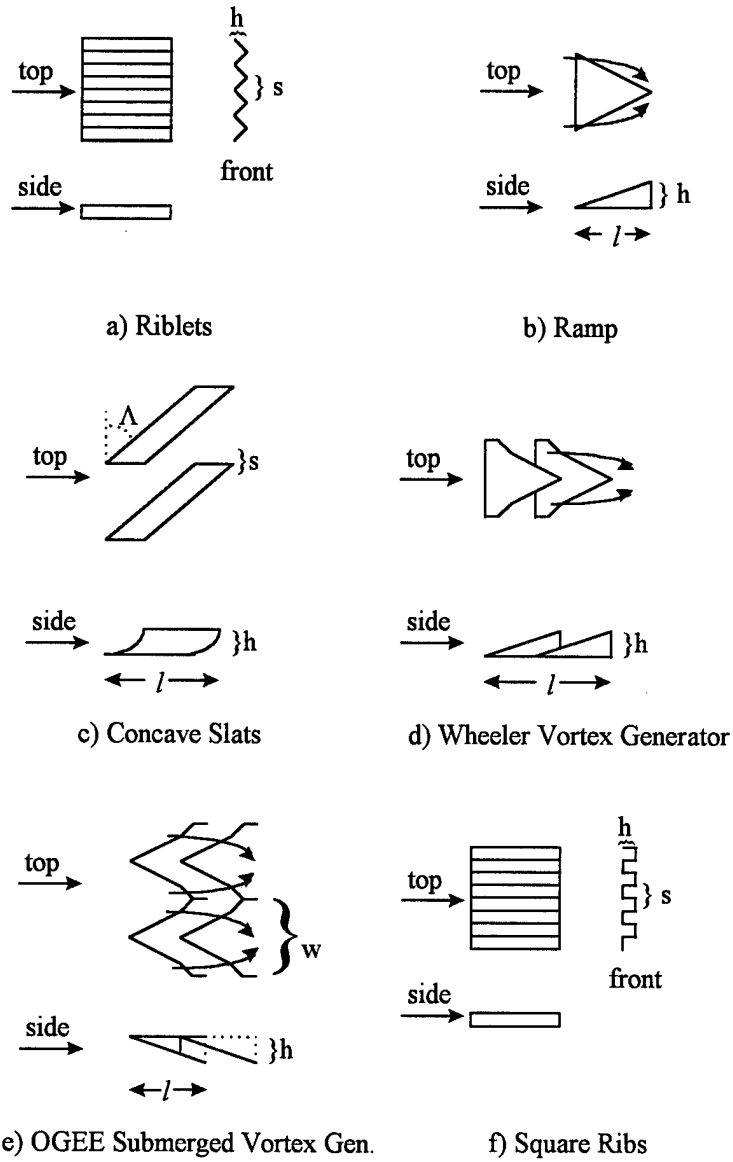 h
top
} s
front
side
a) Riblets
top
side
} h
l
b) Ramp
Λ
top
}s
side
}h
l
c) Concave Slats
top
side
}h
l
d) Wheeler Vortex Generator
top
} w
side
}h
l
e) OGEE Submerged Vortex Gen.
h
top
} s
front
side
f) Square Ribs